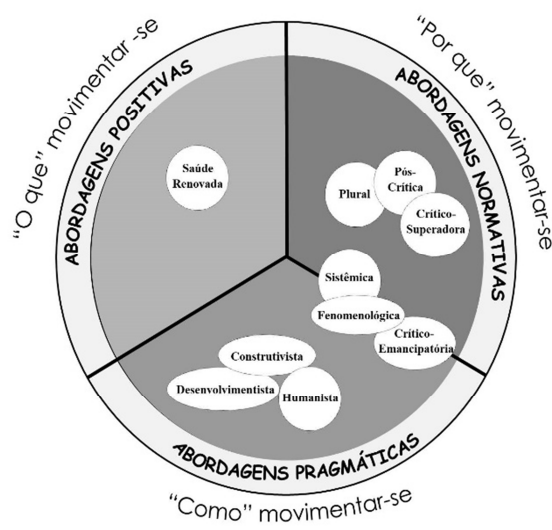 “O que” movimentar -se
ABORDAGENS POSITIVAS
“Por que” movimentar-se
ABORDAGENS NORMATIVAS
Saúde
Renovada
Plural
Pós-
Crítica
Crítico-
Superadora
Sistêmica
Fenomenológica
Crítico-
Emancipatória
Construtivista
Desenvolvimentista
Humanista
ABORDAGENS PRAGMÁTICAS
“Como” movimentar-se